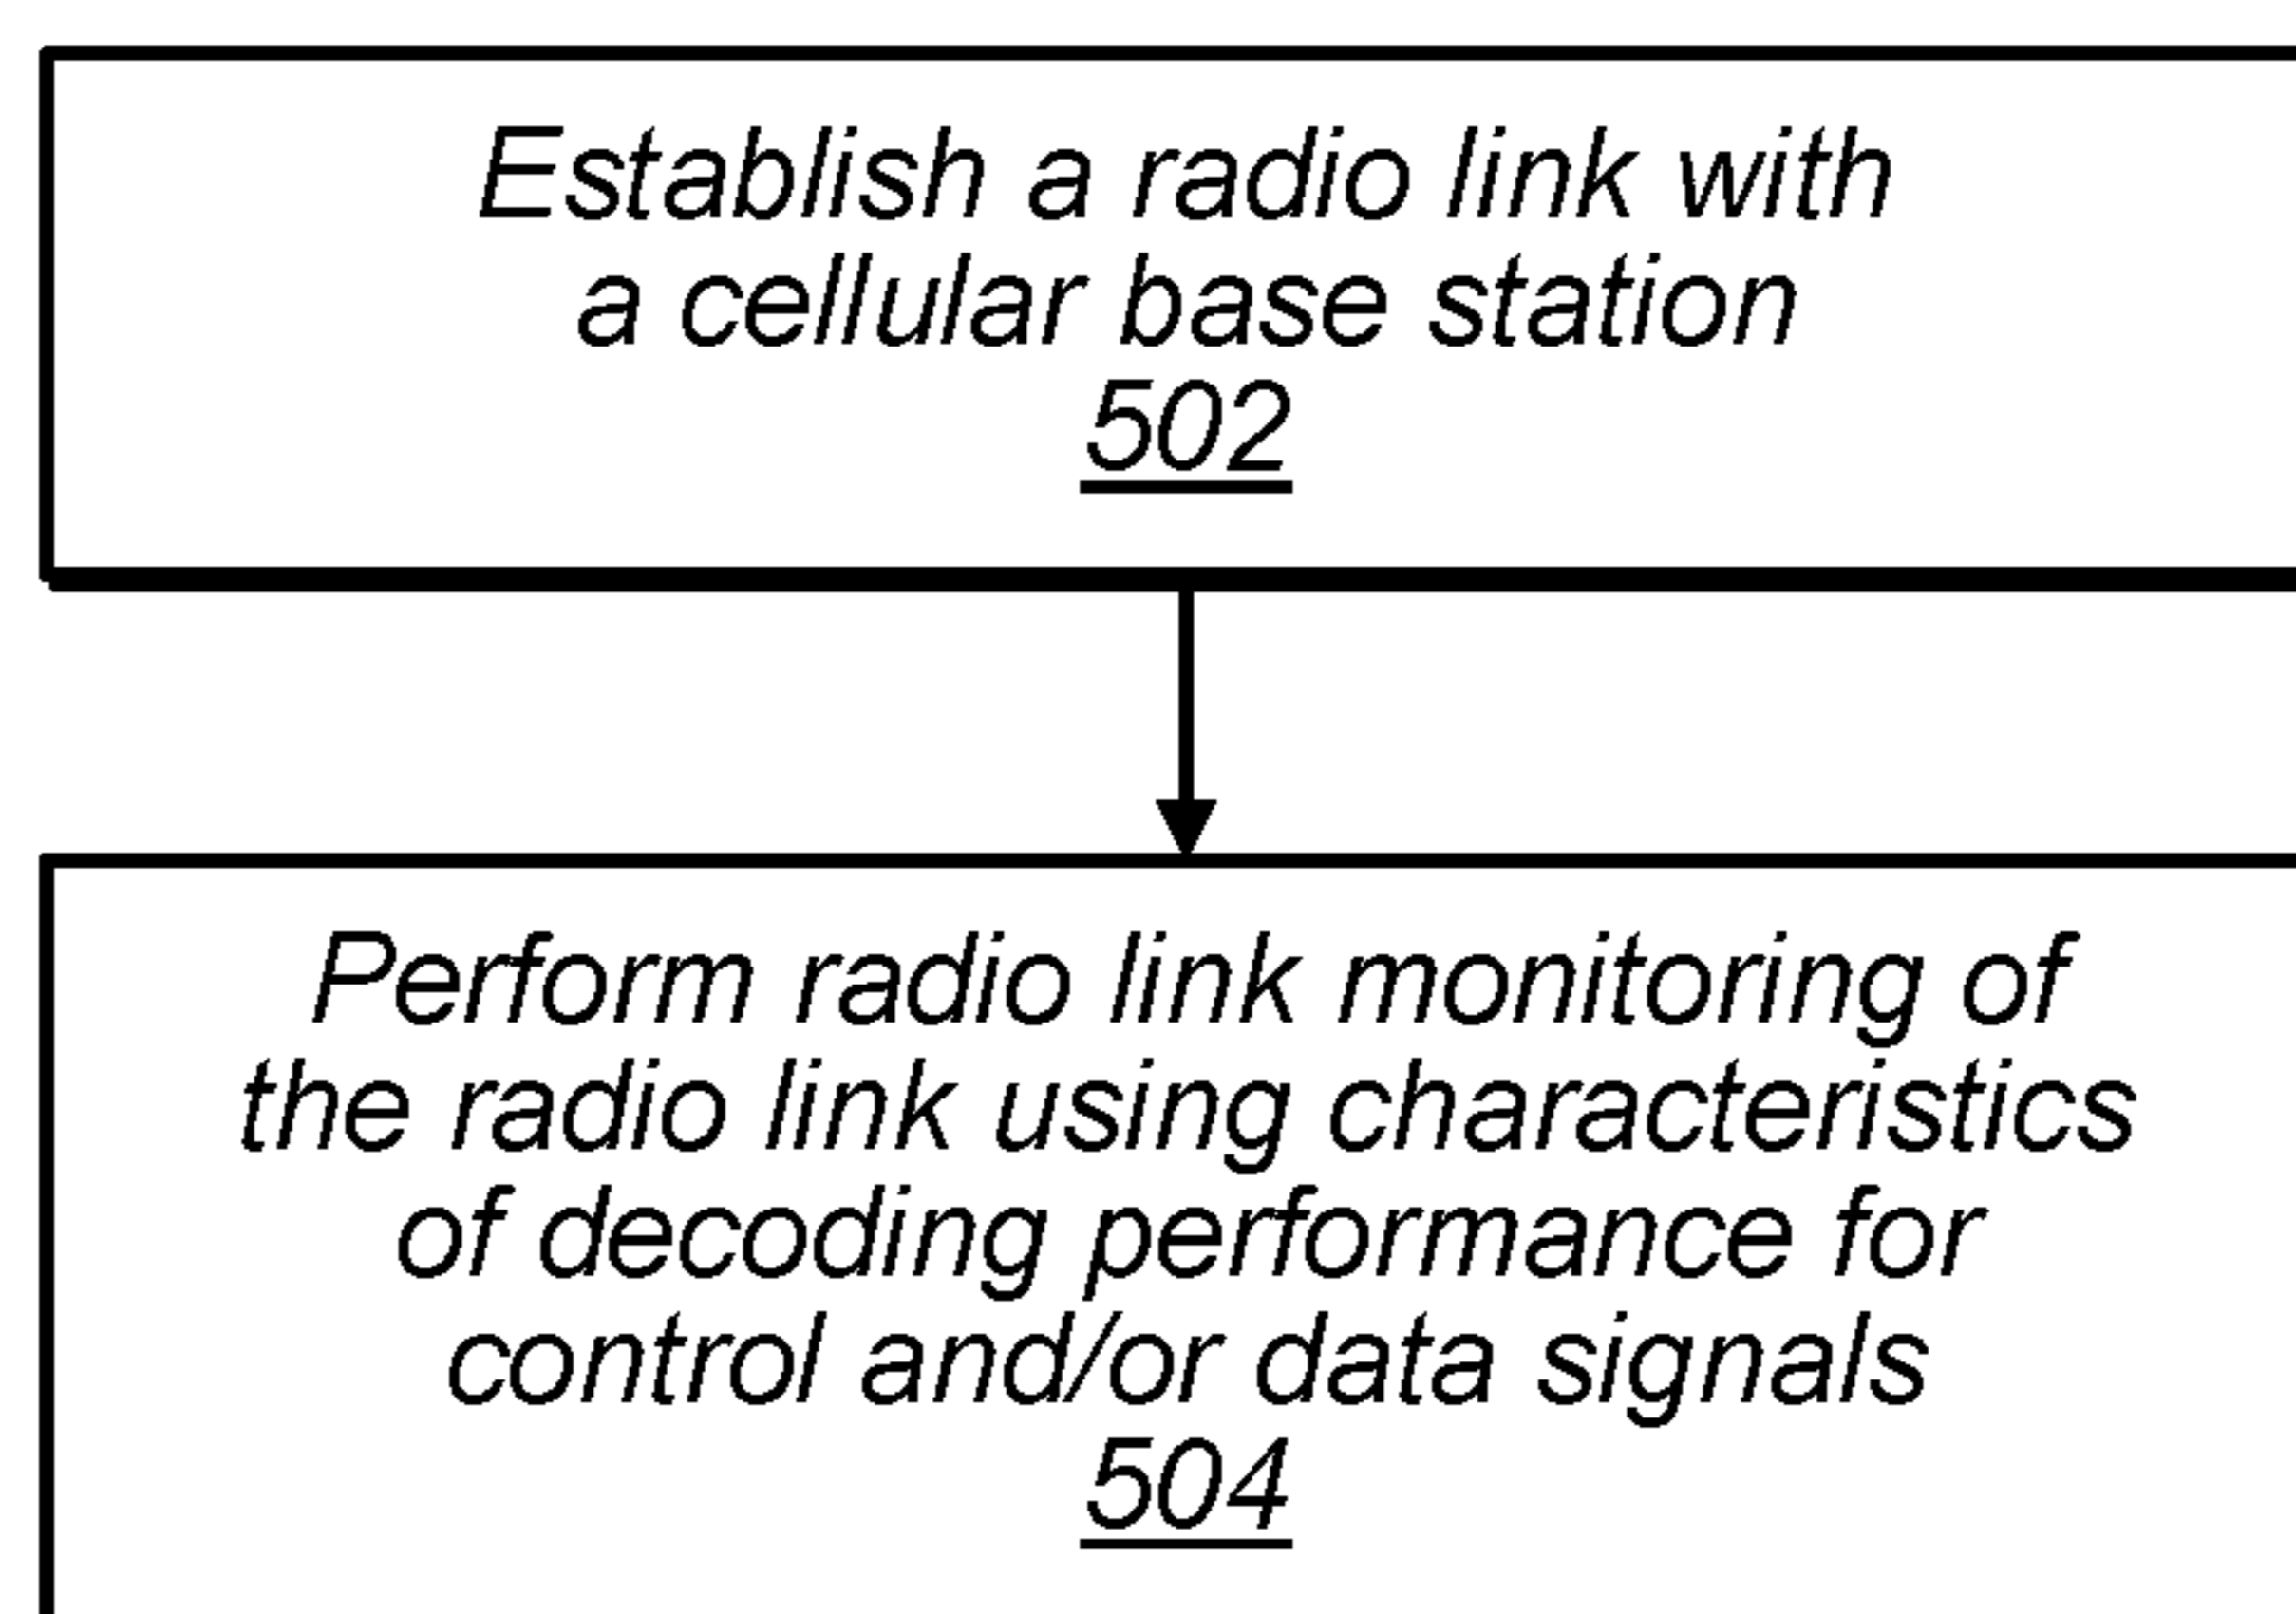 Establish a radio link with
a cellular base station
502
Perform radio link monitoring of
the radio link using characteristics
of decoding performance for
control and/or data signals
504